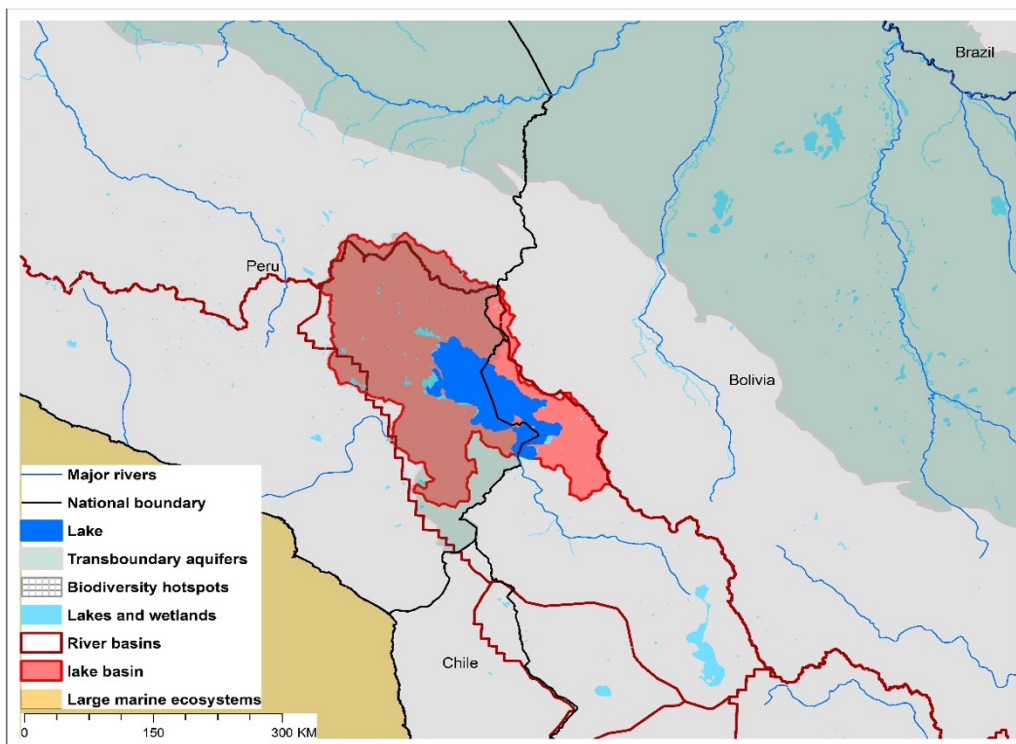 Brazil
Peru
Bolivia
Chile
Major rivers
National boundary
Lake
Transboundary aquifers
Biodiversity hotspots
Lakes and wetlands
River basins
lake basin
Large marine ecosystems
0 150 300 KM